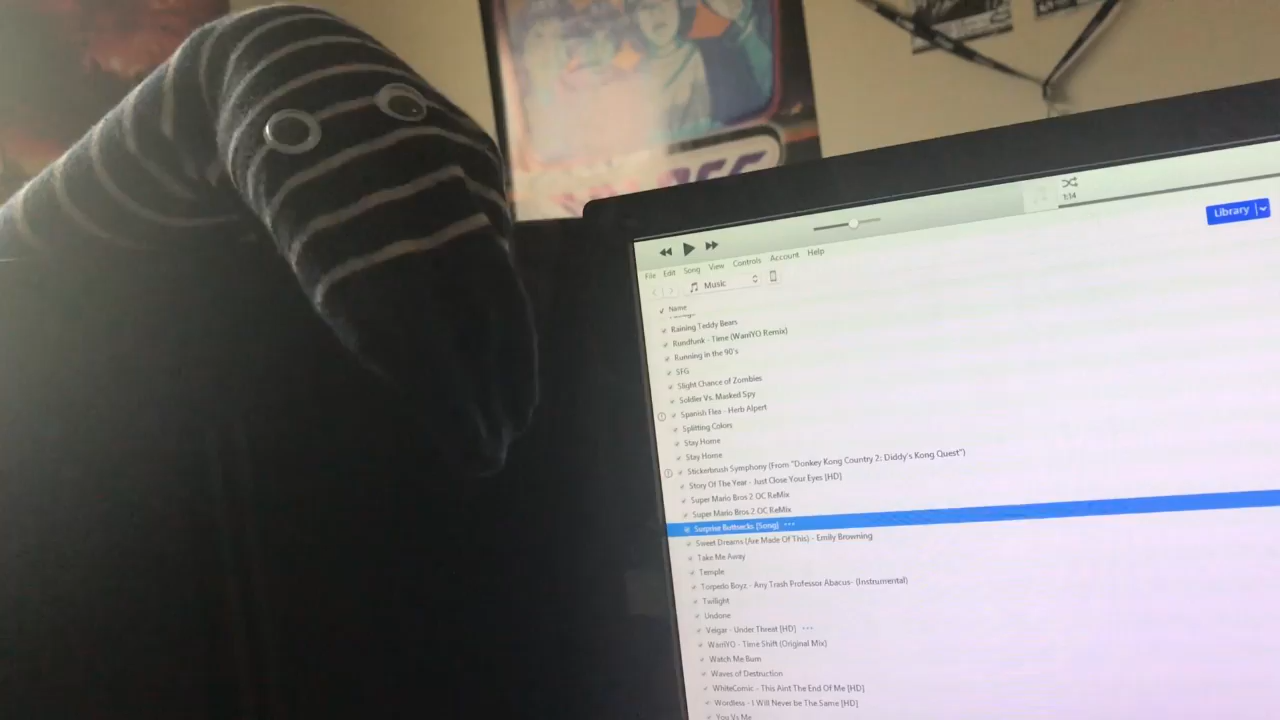 1:14
Library
File Edit Song View Controls Account Help
Music
Name
Raining Teddy Bears
Rundfunk - Time (WanIYO Remix)
Running in the 90's
SFG
Slight Chance of Zombies
Soldier Vs. Masked Spy
Spanish Flea - Herb Alpert
Splitting Colors
Stay Home
Stay Home
Stickerbrush Symphony (From "Donkey Kong Country 2: Diddy's Kong Quest")
Story Of The Year - Just Close Your Eyes [HD]
Super Mario Bros 2 OC ReMix
Super Mario Bros 2 OC ReMix
Surprise Buttsecks (Song) ...
Sweet Dreams (Are Made Of This) - Emily Browning
Take Me Away
Temple
Torpedo Boyz - Any Trash Professor Abacus- (Instrumental)
Twilight
Undone
Veigar - Under Threat [HD] ...
WanIYO - Time Shift (Original Mix)
Watch Me Burn
Waves of Destruction
WhiteComic - This Aint The End Of Me [HD]
Wordless - I Will Never be The Same [HD]
You Vs Me